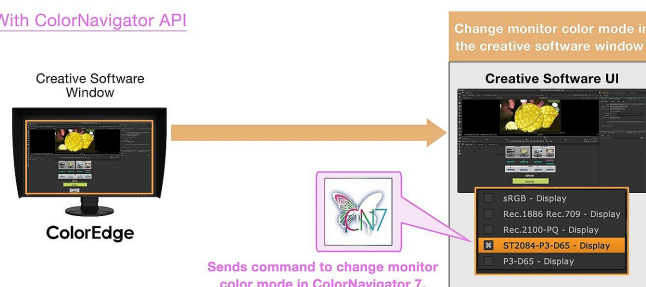 With ColorNavigator API
Change monitor color mode in
the creative software window
Creative Software
Window
Creative Software UI
ColorEdge
CN7
sRGB - Display
Rec.1886 Rec.709 - Display
Rec.2100-PQ - Display
ST2084-P3-D65 - Display
P3-D65 - Display
Sends command to change monitor
color mode in ColorNavigator 7.